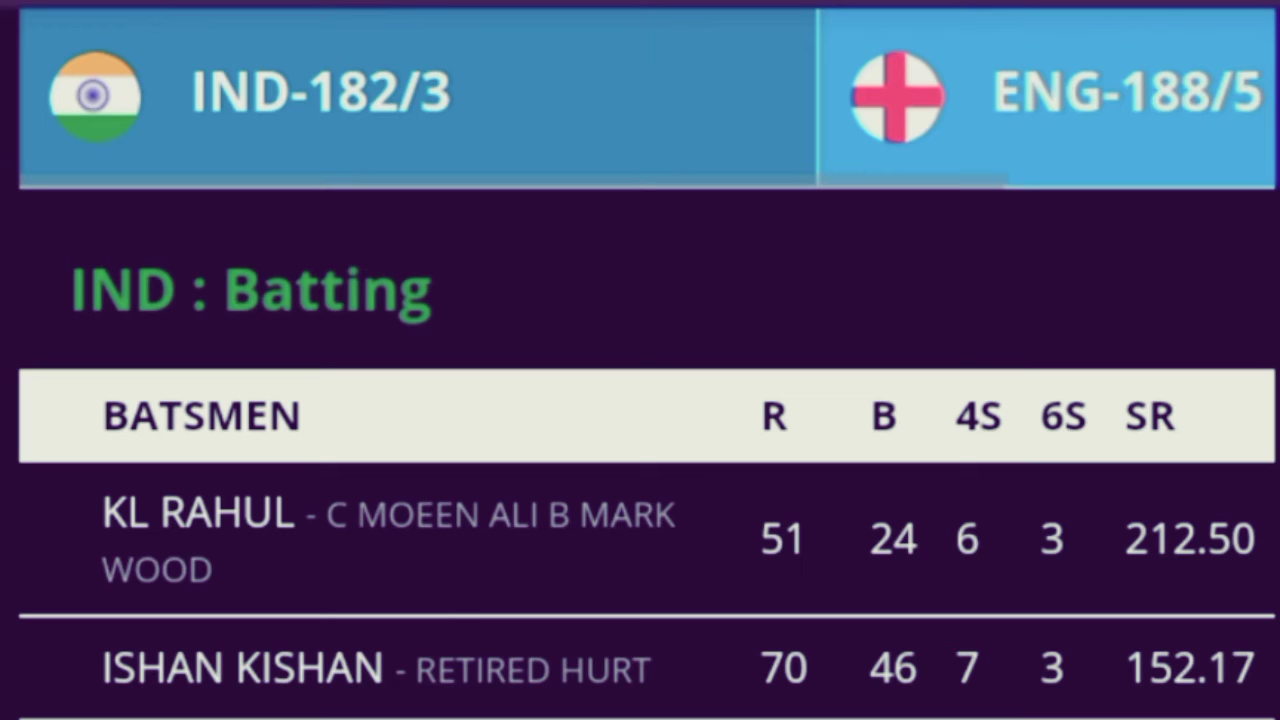 IND-182/3 ENG-188/5
IND : Batting
BATSMEN R B 4S 6S SR
KL RAHUL - C MOEEN ALI B MARK
WOOD 51 24 6 3 212.50
ISHAN KISHAN - RETIRED HURT 70 46 7 3 152.17